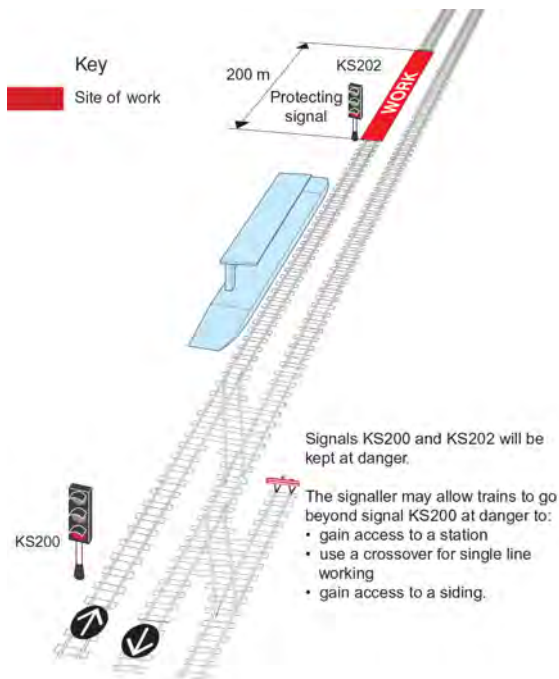 Key
Site of work
200 m
KS202
Protecting
signal
WORK
KS200
Signals KS200 and KS202 will be
kept at danger.
The signaller may allow trains to go
beyond signal KS200 at danger to:
• gain access to a station
• use a crossover for single line
working
• gain access to a siding.